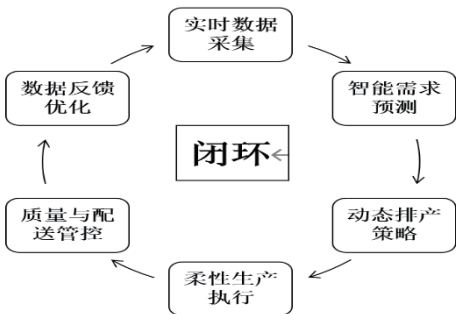 实时数据
采集
智能需求
预测
动态排产
策略
柔性生产
执行
质量与配
送管控
数据反馈
优化
闭环